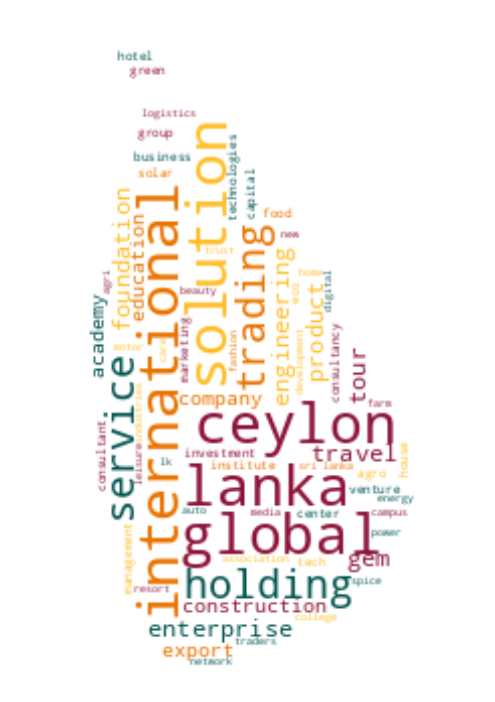 hotel
green
logistics
group
business
solar
solution
technologies
capital
international
foundation
education
food
trading
new
trust
engineering
agri
home
eco
digital
beauty
product
academy
marketing
fashion
development
consultancy
motor
care
tour
service
company
industries
ceylon
farm
consultant
leisure
travel
investment
house
lk
institute
sri lanka
agro
lanka
venture
energy
auto
media
center
campus
global
power
management
association
tech
gem
holding
spice
resort
construction
college
enterprise
traders
export
network